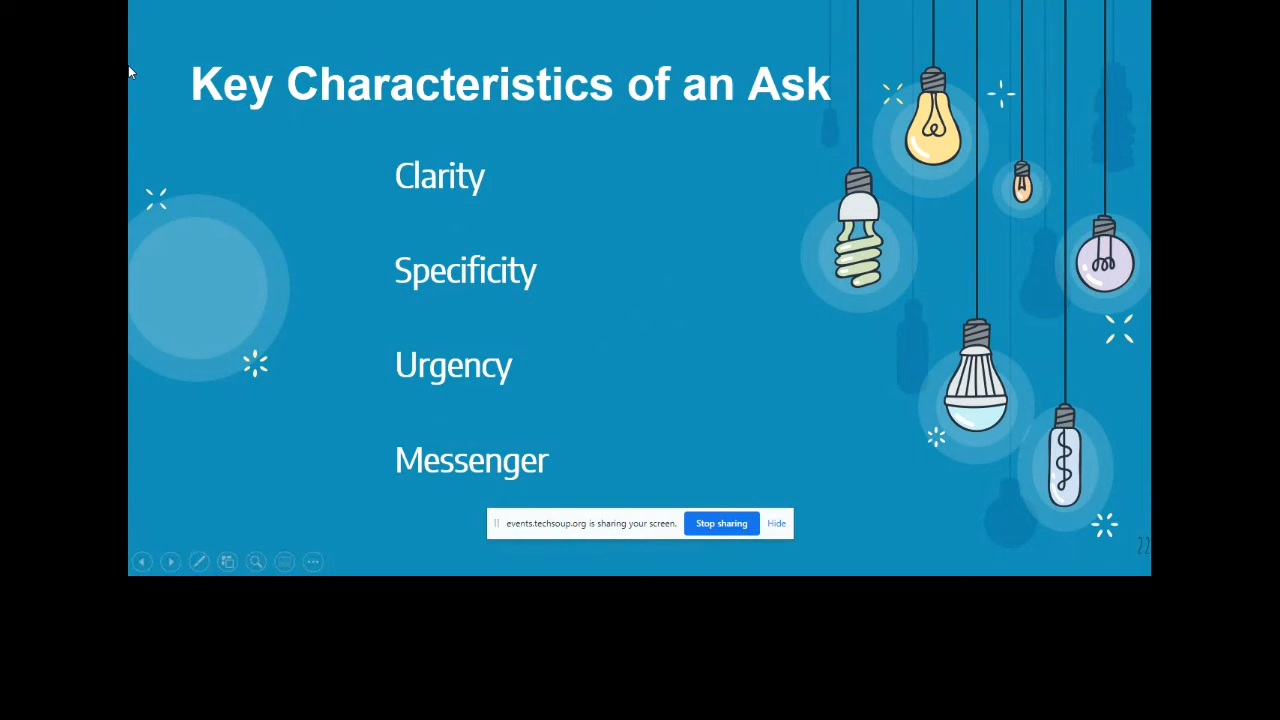 Key Characteristics of an Ask
Clarity
Specificity
Urgency
Messenger
events.techsoup.org is sharing your screen. Stop sharing Hide
22